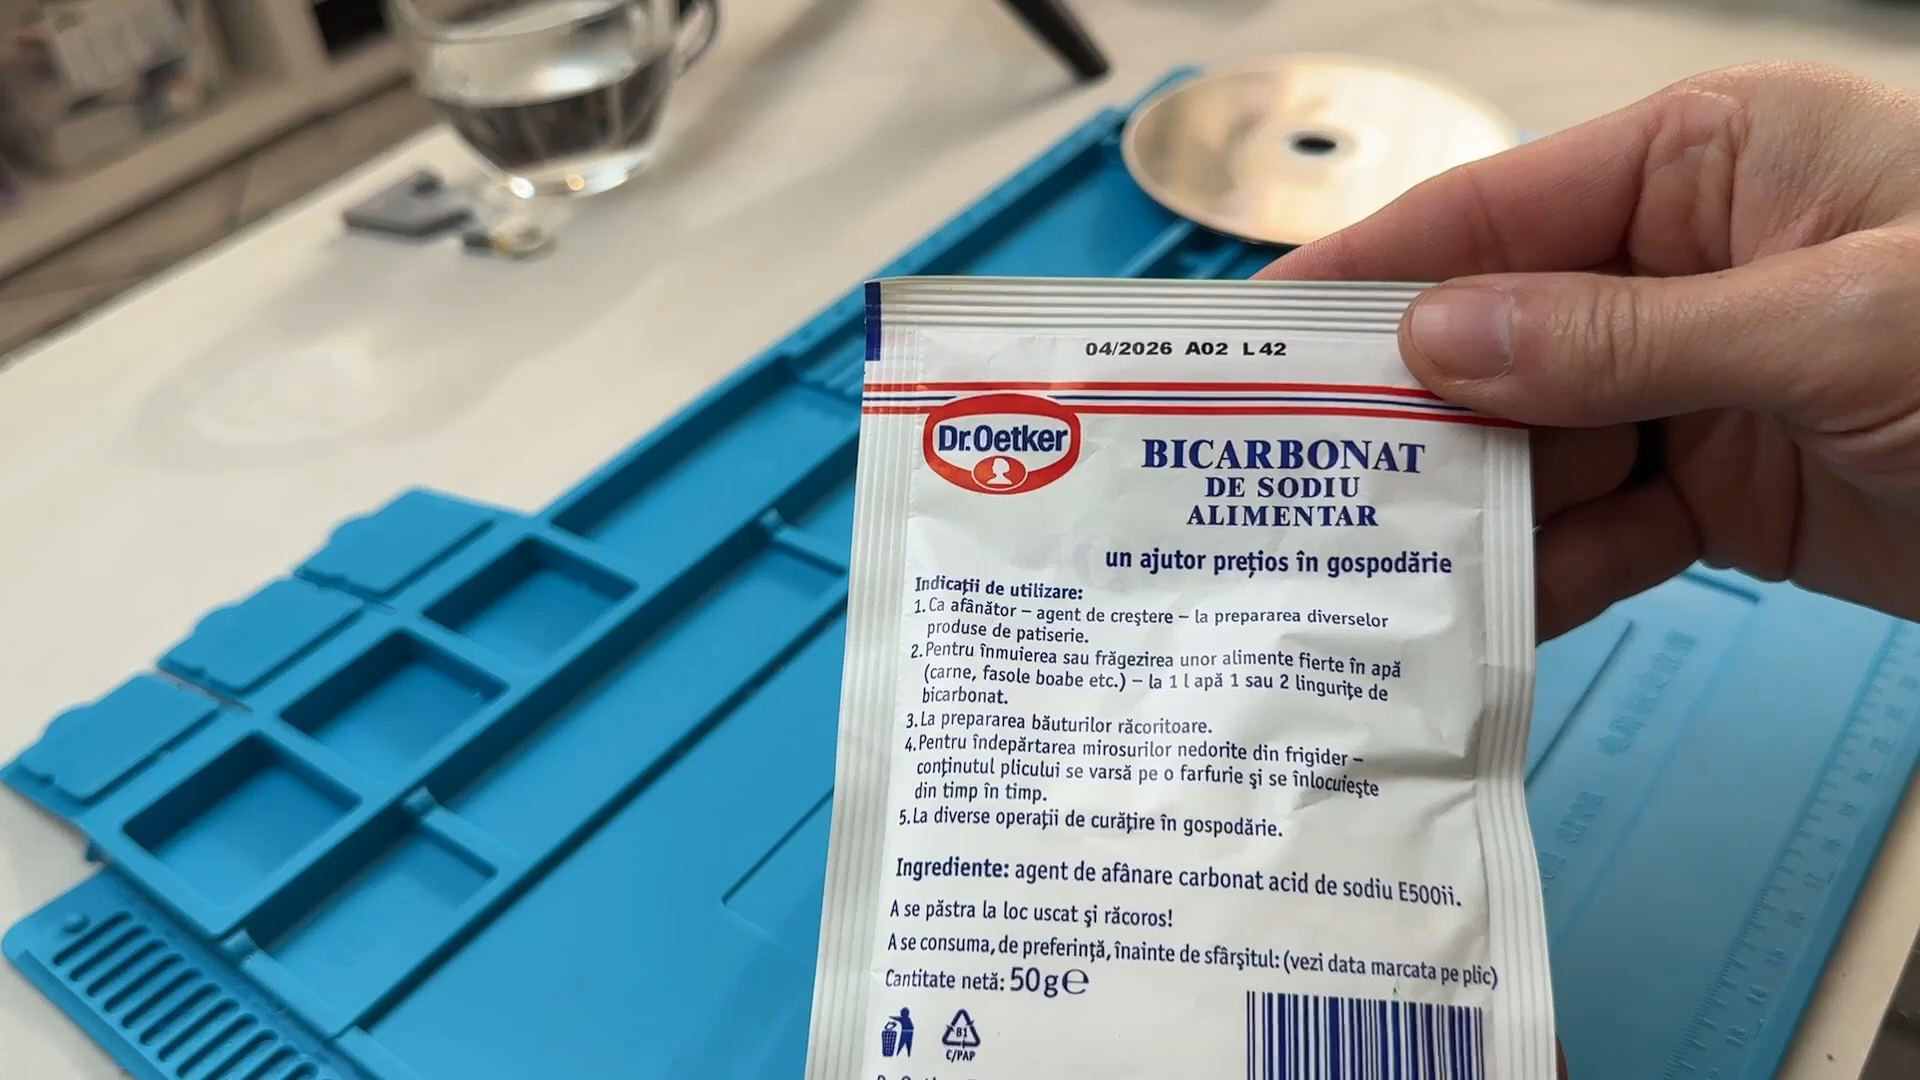 04/2026 A02 L42
Dr.Oetker
BICARBONAT
DE SODIU
ALIMENTAR
un ajutor prețios în gospodărie
Indicații de utilizare:
1. Ca afânător – agent de creștere – la prepararea diverselor
produse de patiserie.
2. Pentru înmuierea sau frăgezirea unor alimente fierte în apă
(carne, fasole boabe etc.) – la 1 l apă 1 sau 2 lingurițe de
bicarbonat.
3. La prepararea băuturilor răcoritoare.
4. Pentru îndepărtarea mirosurilor nedorite din frigider –
conținutul plicului se varsă pe o farfurie și se înlocuiește
din timp în timp.
5. La diverse operații de curățire în gospodărie.
Ingrediente: agent de afânare carbonat acid de sodiu E500ii.
A se păstra la loc uscat și răcoros!
A se consuma, de preferință, înainte de sfârșitul: (vezi data marcata pe plic)
Cantitate netă: 50 g e
81
C/PAP